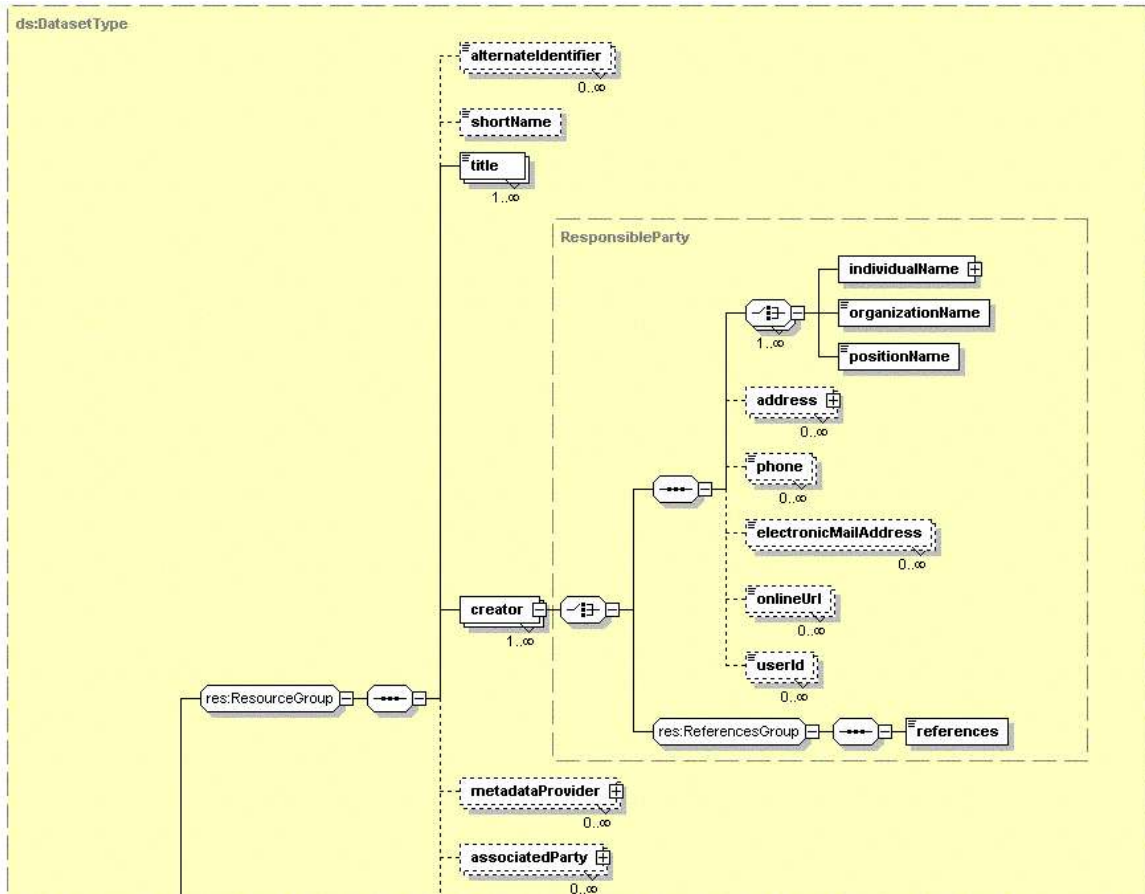 ds:DatasetType
alternateIdentifier
0..∞
shortName
title
1..∞
ResponsibleParty
individualName
organizationName
1..∞
positionName
address
0..∞
phone
0..∞
electronicMailAddress
0..∞
onlineUrl
0..∞
creator
1..∞
userId
0..∞
res:ResourceGroup
res:ReferencesGroup
references
metadataProvider
0..∞
associatedParty
0..∞